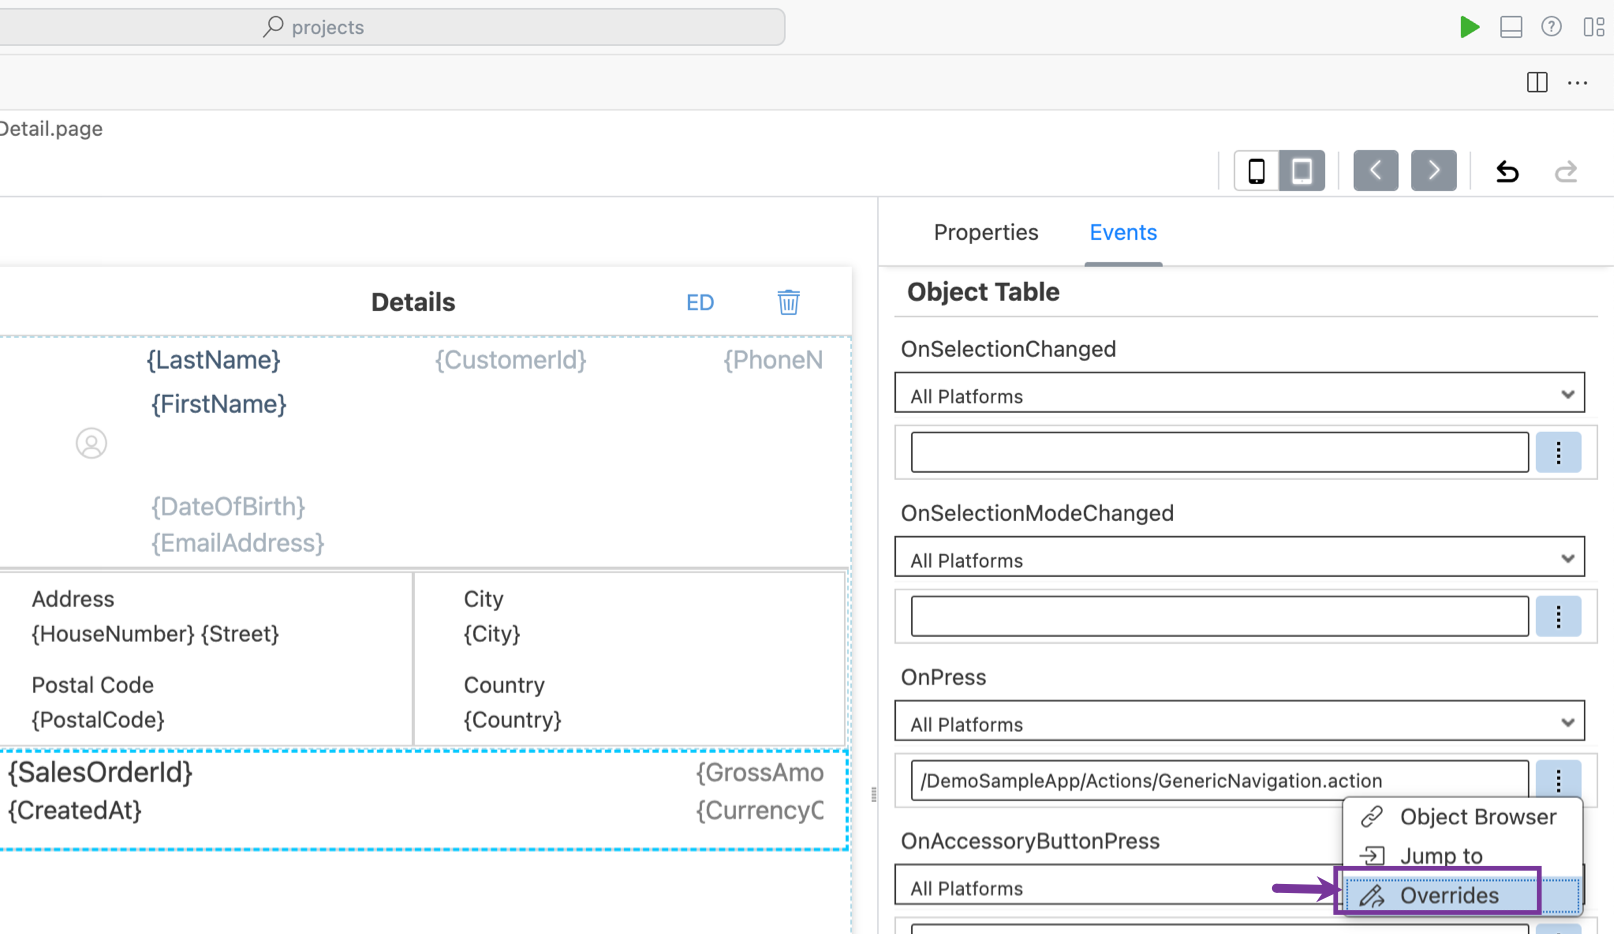 projects
Detail.page
Properties
Events
Details
ED
Object Table
{LastName}
{CustomerId}
{PhoneN
{FirstName}
{DateOfBirth}
{EmailAddress}
Address
{HouseNumber} {Street}
City
{City}
Postal Code
{PostalCode}
Country
{Country}
{SalesOrderId}
{GrossAmo
{CreatedAt}
{CurrencyC
OnSelectionChanged
All Platforms
OnSelectionModeChanged
All Platforms
OnPress
All Platforms
/DemoSampleApp/Actions/GenericNavigation.action
Object Browser
Jump to
Overrides
OnAccessoryButtonPress
All Platforms